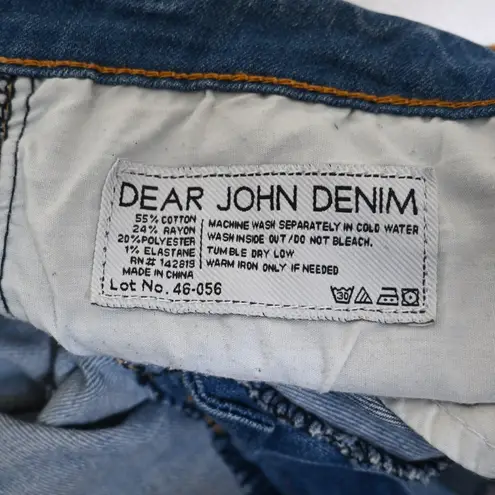 DEAR JOHN DENIM
55% COTTON
24% RAYON
20% POLYESTER
1% ELASTANE
RN# 142819
MADE IN CHINA
Lot No. 46-056
MACHINE WASH SEPARATELY IN COLD WATER
WASH INSIDE OUT/DO NOT BLEACH.
TUMBLE DRY LOW
WARM IRON ONLY IF NEEDED
30